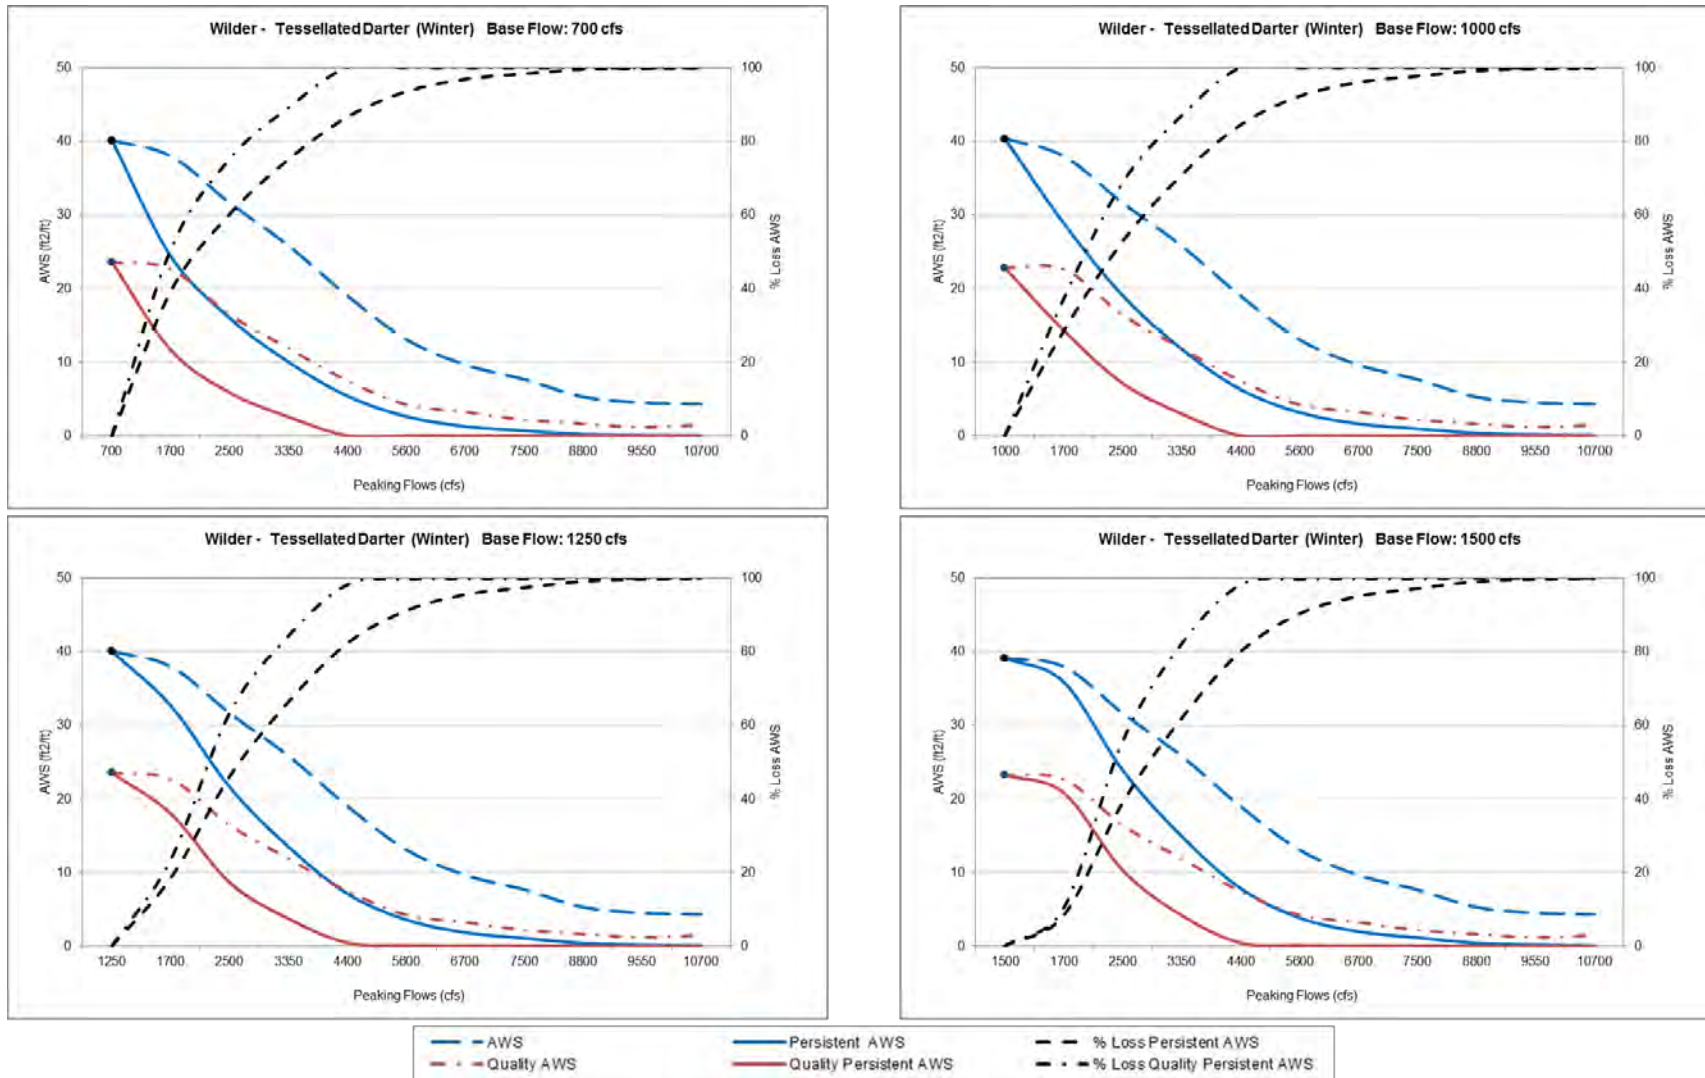 Wilder - Tessellated Darter (Winter) Base Flow: 700 cfs
50
40
30
20
10
0
AWS (ft2/ft)
100
80
60
40
20
0
% Loss AWS
700 1700 2500 3350 4400 5600 6700 7500 8800 9550 10700
Peaking Flows (cfs)
Wilder - Tessellated Darter (Winter) Base Flow: 1000 cfs
50
40
30
20
10
0
AWS (ft2/ft)
100
80
60
40
20
0
% Loss AWS
1000 1700 2500 3350 4400 5600 6700 7500 8800 9550 10700
Peaking Flows (cfs)
Wilder - Tessellated Darter (Winter) Base Flow: 1250 cfs
50
40
30
20
10
0
AWS (ft2/ft)
100
80
60
40
20
0
% Loss AWS
1250 1700 2500 3350 4400 5600 6700 7500 8800 9550 10700
Peaking Flows (cfs)
Wilder - Tessellated Darter (Winter) Base Flow: 1500 cfs
50
40
30
20
10
0
AWS (ft2/ft)
100
80
60
40
20
0
% Loss AWS
1500 1700 2500 3350 4400 5600 6700 7500 8800 9550 10700
Peaking Flows (cfs)
AWS Persistent AWS % Loss Persistent AWS
Quality AWS Quality Persistent AWS % Loss Quality Persistent AWS